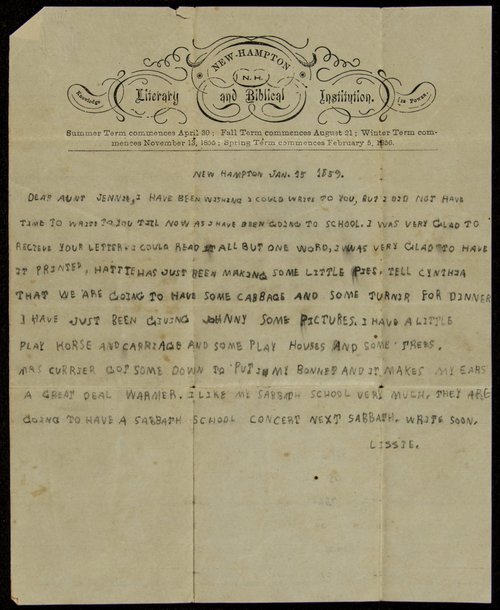 NEW-HAMPTON
N.H.
Knowledge Literary and Biblical Institution. is Power.
Summer Term commences April 30; Fall Term commences August 21; Winter Term com-
mences November 13, 1855; Spring Term commences February 5, 1856.
NEW HAMPTON JAN. 15 1859.
DEAR AUNT JENNIE, I HAVE BEEN WISHING I COULD WRITE TO YOU, BUT I DID NOT HAVE
TIME TO WRITE TO YOU TILL NOW AS I HAVE BEEN GOING TO SCHOOL. I WAS VERY GLAD TO
RECIEVE YOUR LETTER. I COULD READ IT ALL BUT ONE WORD, I WAS VERY GLAD TO HAVE
IT PRINTED, HATTIE HAS JUST BEEN MAKING SOME LITTLE PIES. TELL CYNTHIA
THAT WE ARE GOING TO HAVE SOME CABBAGE AND SOME TURNIP FOR DINNER
I HAVE JUST BEEN GIVING JOHNNY SOME PICTURES. I HAVE A LITTLE
PLAY HORSE AND CARRIAGE AND SOME PLAY HOUSES AND SOME TREES.
MRS CURRIER GOT SOME DOWN TO PUT IN MY BONNET AND IT MAKES MY EARS
A GREAT DEAL WARMER. I LIKE MY SABBATH SCHOOL VERY MUCH. THEY ARE
GOING TO HAVE A SABBATH SCHOOL CONCERT NEXT SABBATH. WRITE SOON.
LISSIE.